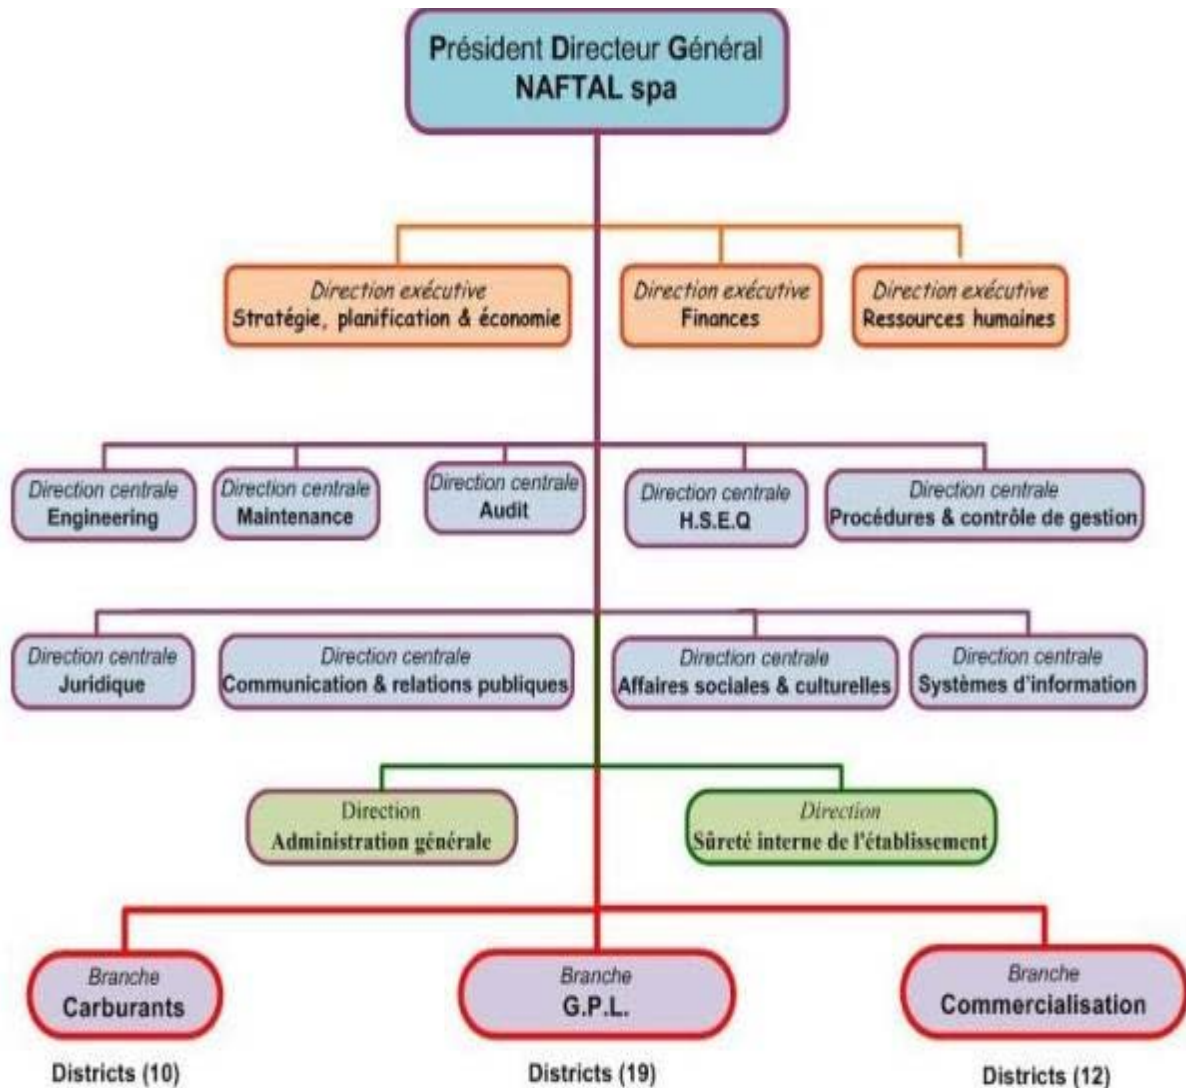 Président Directeur Général
NAFTAL spa
Direction exécutive
Stratégie, planification & économie
Direction exécutive
Finances
Direction exécutive
Ressources humaines
Direction centrale
Engineering
Direction centrale
Maintenance
Direction centrale
Audit
Direction centrale
H.S.E.Q
Direction centrale
Procédures & contrôle de gestion
Direction centrale
Juridique
Direction centrale
Communication & relations publiques
Direction centrale
Affaires sociales & culturelles
Direction centrale
Systèmes d'information
Direction
Administration générale
Direction
Sûreté interne de l'établissement
Branche
Carburants
Branche
G.P.L.
Branche
Commercialisation
Districts (10)
Districts (19)
Districts (12)